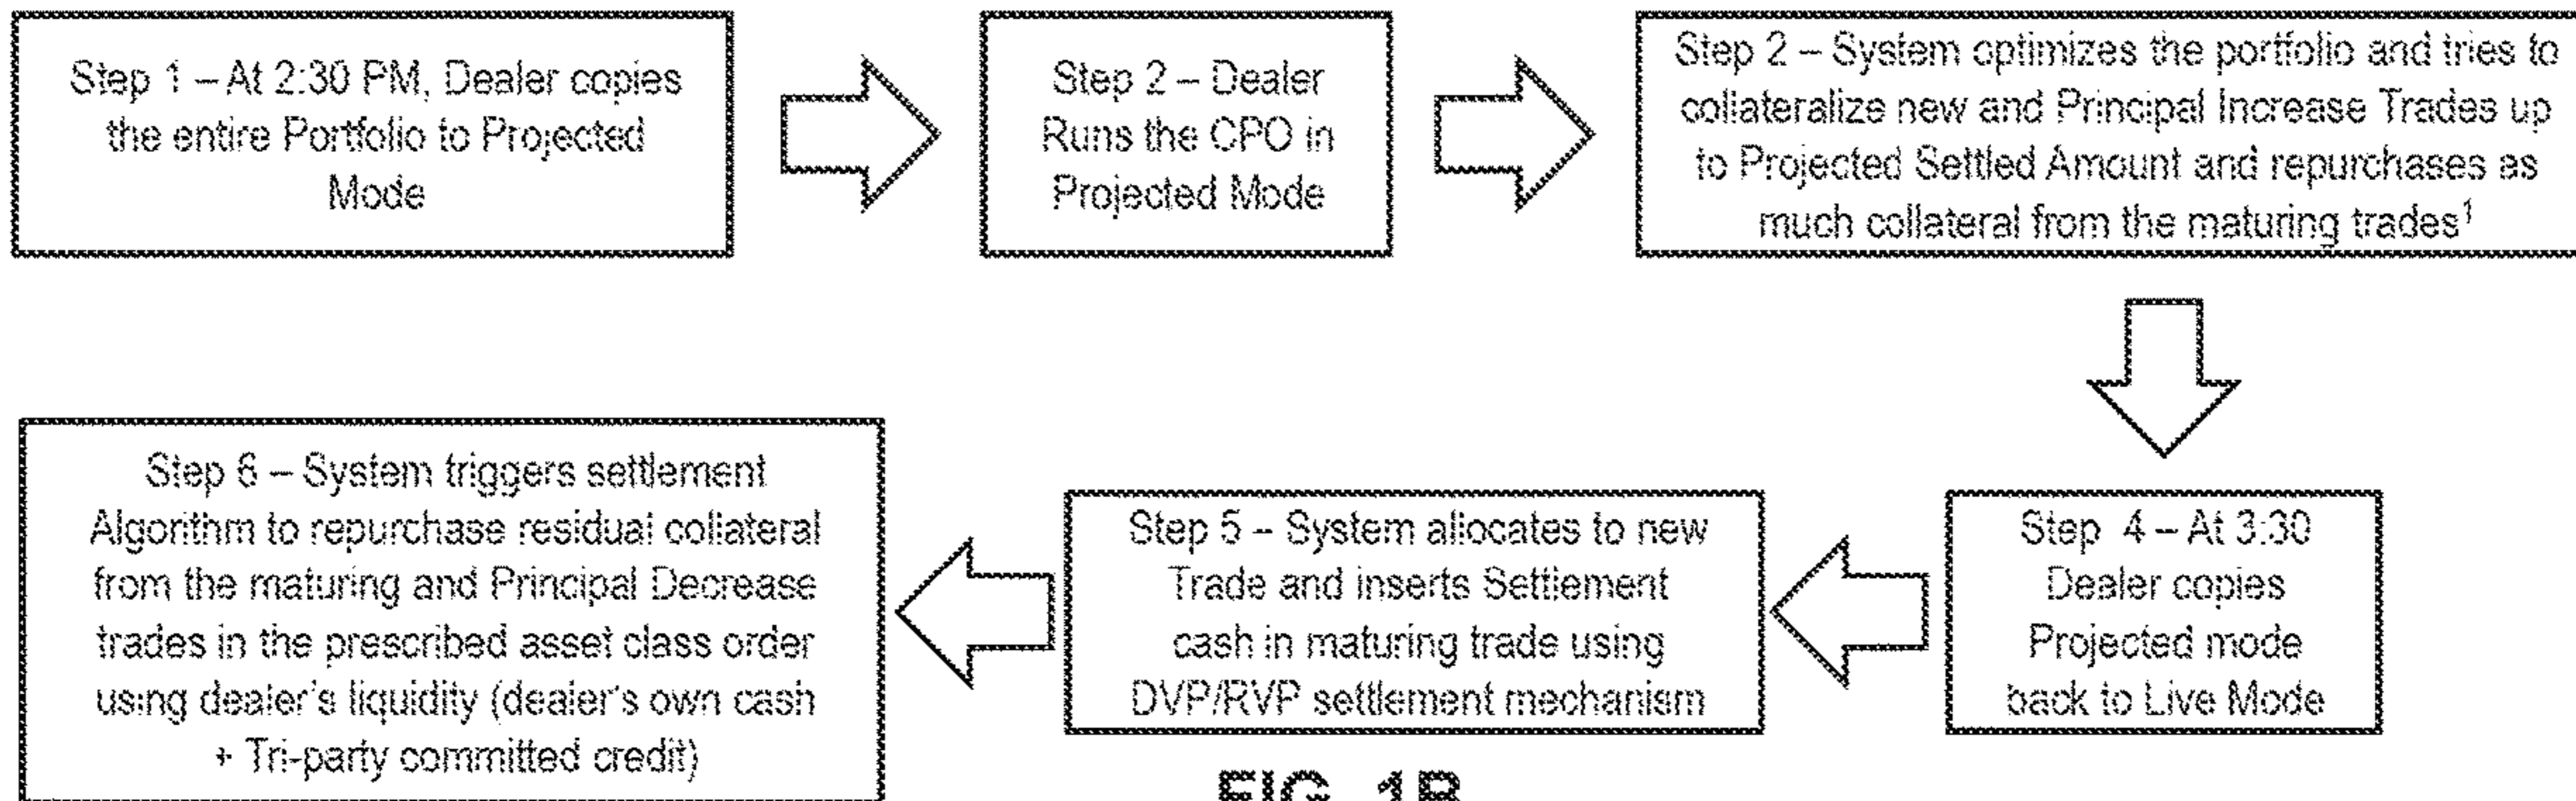 Step 1 – At 2:30 PM, Dealer copies
the entire Portfolio to Projected
Mode
Step 2 – Dealer
Runs the CPO in
Projected Mode
Step 2 – System optimizes the portfolio and tries to
collateralize new and Principal Increase Trades up
to Projected Settled Amount and repurchases as
much collateral from the maturing trades¹
Step 4 – At 3:30
Dealer copies
Projected mode
back to Live Mode
Step 5 – System allocates to new
Trade and inserts Settlement
cash in maturing trade using
DVP/RVP settlement mechanism
Step 6 – System triggers settlement
Algorithm to repurchase residual collateral
from the maturing and Principal Decrease
trades in the prescribed asset class order
using dealer's liquidity (dealer's own cash
+ Tri-party committed credit)
FIG. 1B